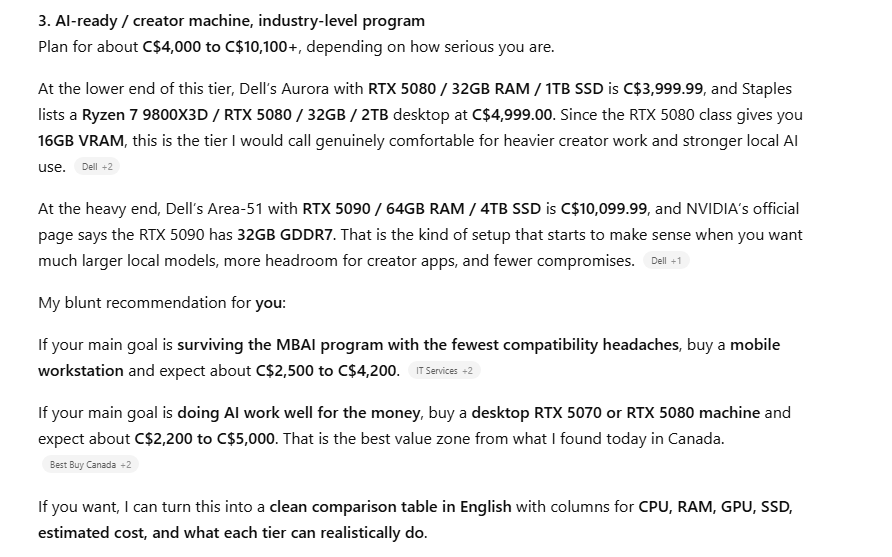 3. AI-ready / creator machine, industry-level program
Plan for about C$4,000 to C$10,100+, depending on how serious you are.
At the lower end of this tier, Dell's Aurora with RTX 5080 / 32GB RAM / 1TB SSD is C$3,999.99, and Staples
lists a Ryzen 7 9800X3D / RTX 5080 / 32GB / 2TB desktop at C$4,999.00. Since the RTX 5080 class gives you
16GB VRAM, this is the tier I would call genuinely comfortable for heavier creator work and stronger local AI
use. Dell +2
At the heavy end, Dell's Area-51 with RTX 5090 / 64GB RAM / 4TB SSD is C$10,099.99, and NVIDIA's official
page says the RTX 5090 has 32GB GDDR7. That is the kind of setup that starts to make sense when you want
much larger local models, more headroom for creator apps, and fewer compromises. Dell +1
My blunt recommendation for you:
If your main goal is surviving the MBAI program with the fewest compatibility headaches, buy a mobile
workstation and expect about C$2,500 to C$4,200. IT Services +2
If your main goal is doing AI work well for the money, buy a desktop RTX 5070 or RTX 5080 machine and
expect about C$2,200 to C$5,000. That is the best value zone from what I found today in Canada.
Best Buy Canada +2
If you want, I can turn this into a clean comparison table in English with columns for CPU, RAM, GPU, SSD,
estimated cost, and what each tier can realistically do.